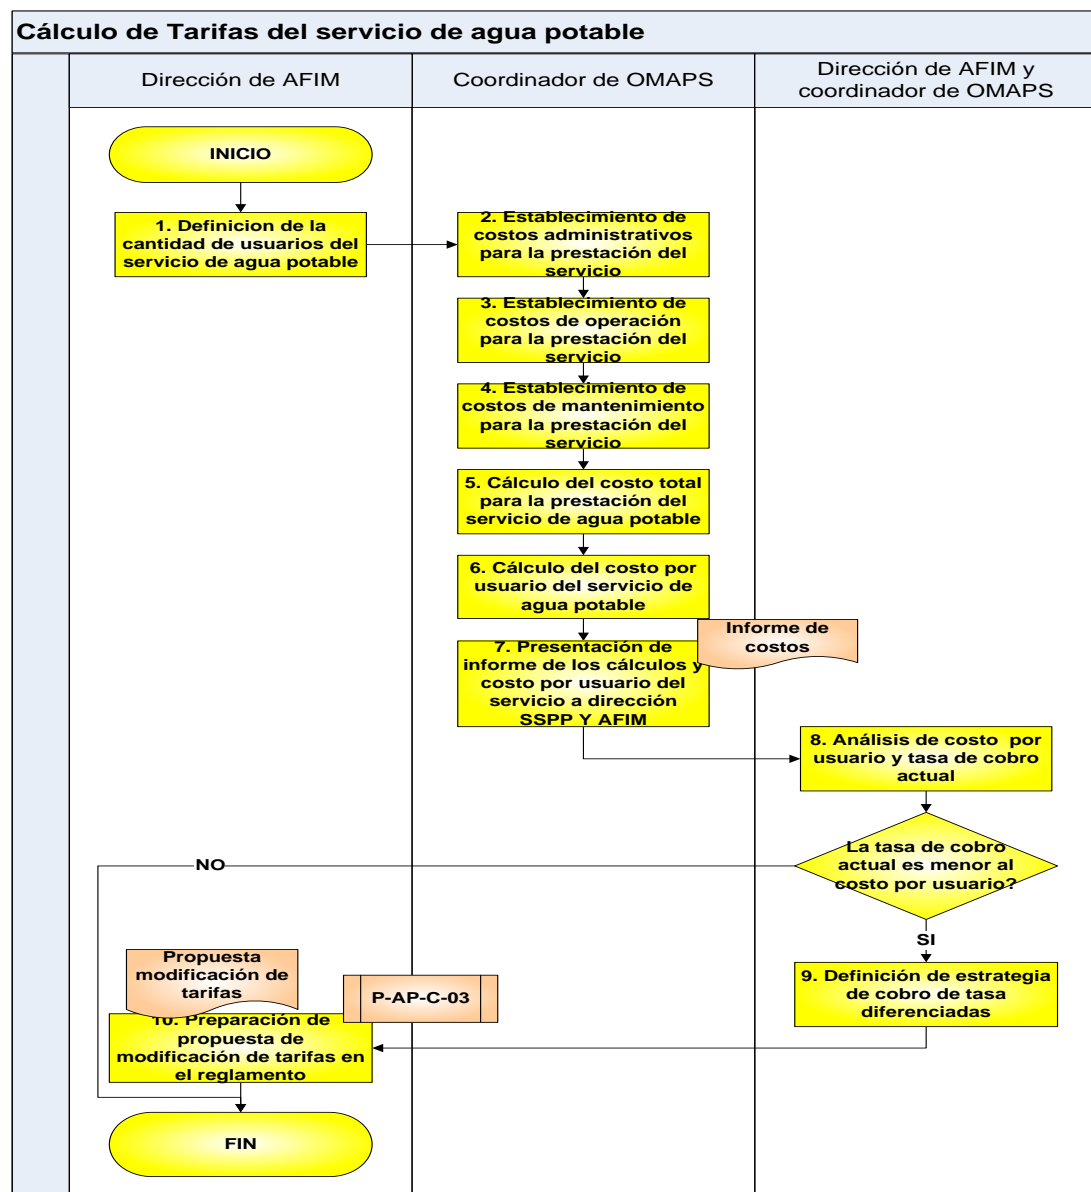 Cálculo de Tarifas del servicio de agua potable
Dirección de AFIM
Coordinador de OMAPS
Dirección de AFIM y
coordinador de OMAPS
INICIO
1. Definicion de la
cantidad de usuarios del
servicio de agua potable
2. Establecimiento de
costos administrativos
para la prestación del
servicio
3. Establecimiento de
costos de operación
para la prestación del
servicio
4. Establecimiento de
costos de mantenimiento
para la prestación del
servicio
5. Cálculo del costo total
para la prestación del
servicio de agua potable
6. Cálculo del costo por
usuario del servicio de
agua potable
7. Presentación de
informe de los cálculos y
costo por usuario del
servicio a dirección
SSPP Y AFIM
Informe de
costos
8. Análisis de costo por
usuario y tasa de cobro
actual
La tasa de cobro
actual es menor al
costo por usuario?
NO
SI
9. Definición de estrategia
de cobro de tasa
diferenciadas
Propuesta
modificación de
tarifas
P-AP-C-03
10. Preparación de
propuesta de
modificación de tarifas en
el reglamento
FIN